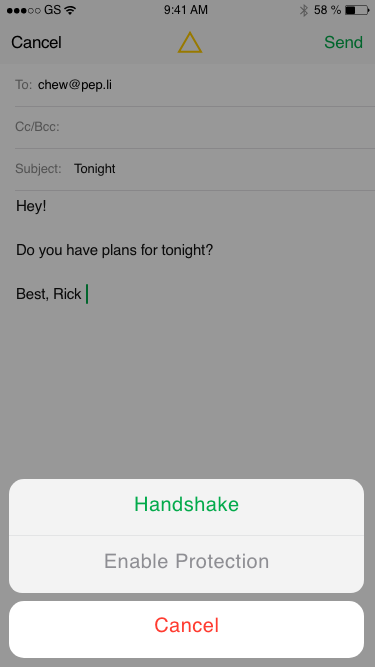 GS 9:41 AM 58 %
Cancel Send
To: chew@pep.li
Cc/Bcc:
Subject: Tonight
Hey!
Do you have plans for tonight?
Best, Rick
Handshake
Enable Protection
Cancel